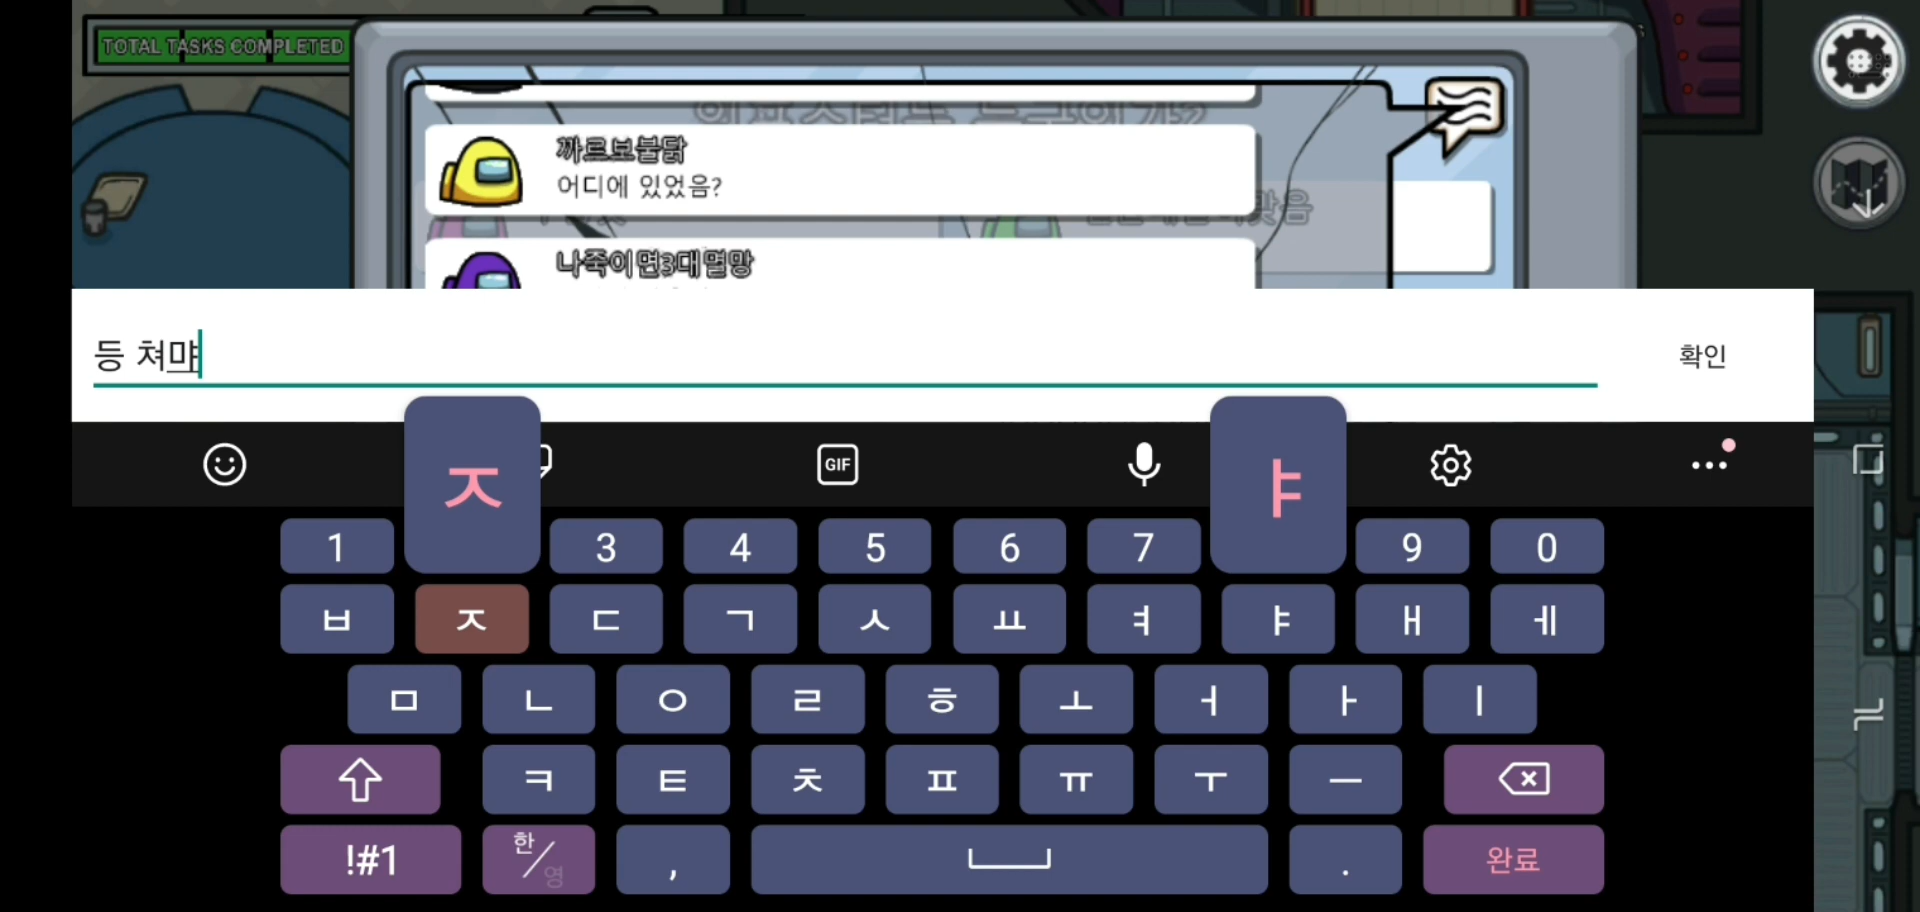 TOTAL TASKS COMPLETED
까르보불닭
어디에 있었음?
나죽이면3대멸망
등 쳐먀
확인
ㅈ
ㅑ
GIF
1 3 4 5 6 7 9 0
ㅂ ㅈ ㄷ ㄱ ㅅ ㅛ ㅕ ㅑ ㅐ ㅔ
ㅁ ㄴ ㅇ ㄹ ㅎ ㅗ ㅓ ㅏ ㅣ
ㅋ ㅌ ㅊ ㅍ ㅠ ㅜ ㅡ
!#1 한/영 , . 완료